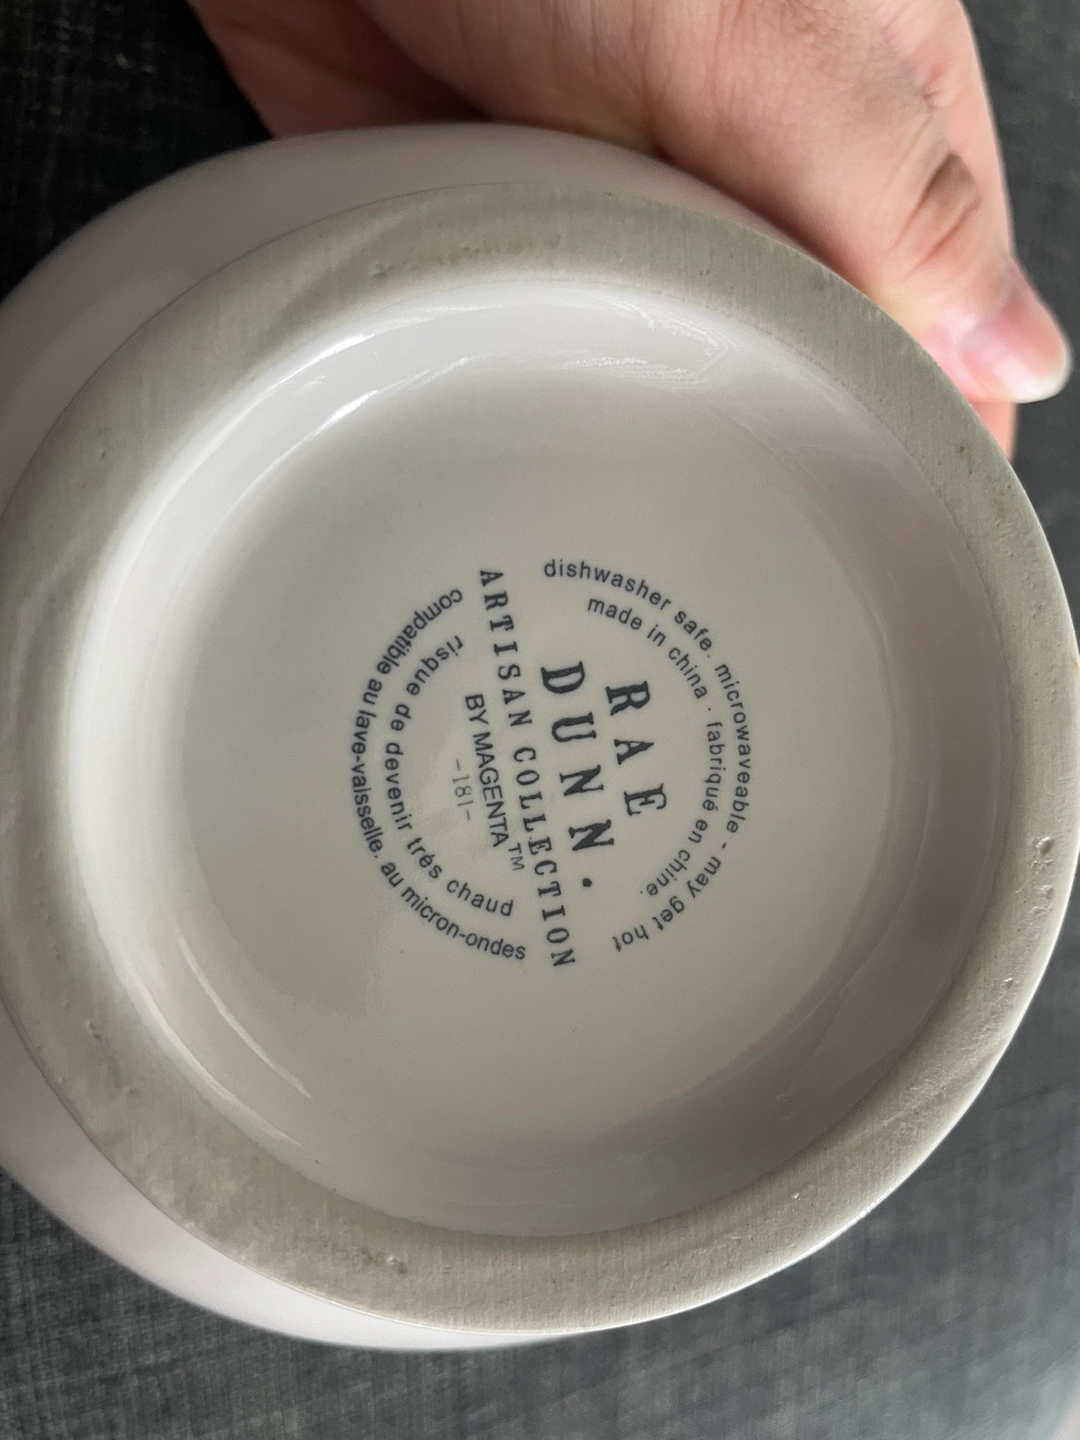 dishwasher safe. microwaveable - may get hot
made in china · fabriqué en chine.
RAE
DUNN.
ARTISAN COLLECTION
BY MAGENTA™
-181-
risque de devenir très chaud
compatible au lave-vaisselle. au micron-ondes